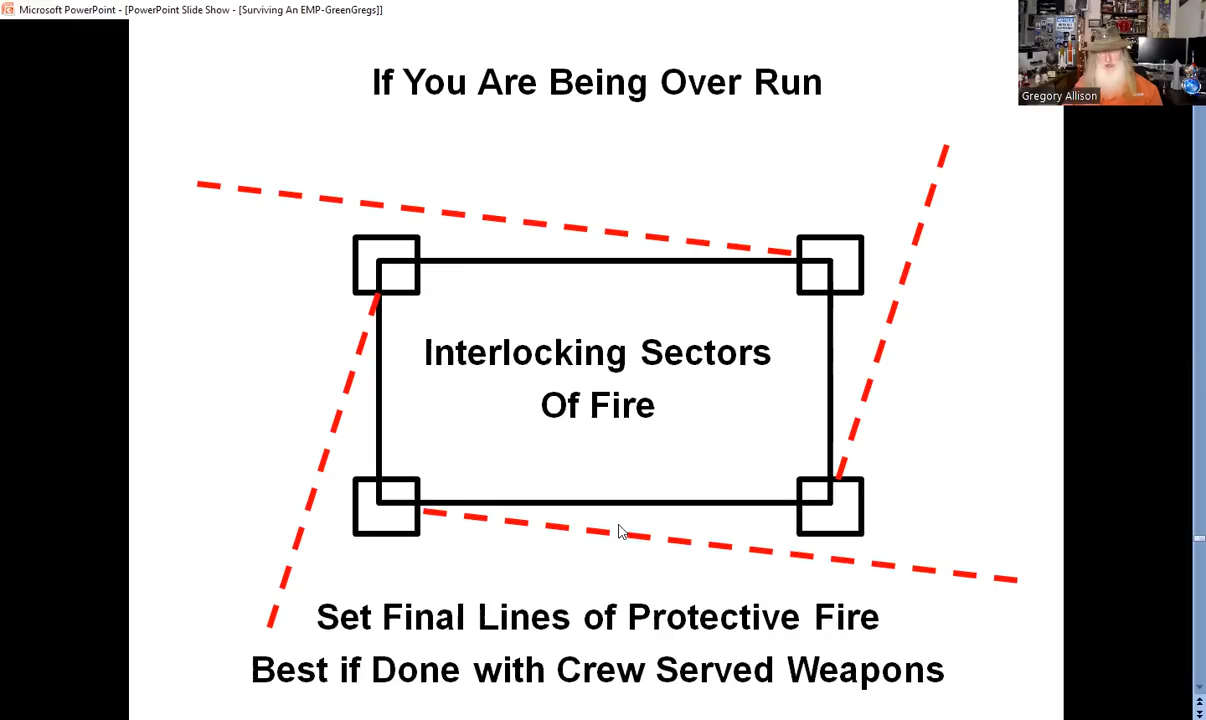 Microsoft PowerPoint - [PowerPoint Slide Show - [Surviving An EMP-GreenGregs]]
If You Are Being Over Run
Gregory Allison
Interlocking Sectors
Of Fire
Set Final Lines of Protective Fire
Best if Done with Crew Served Weapons